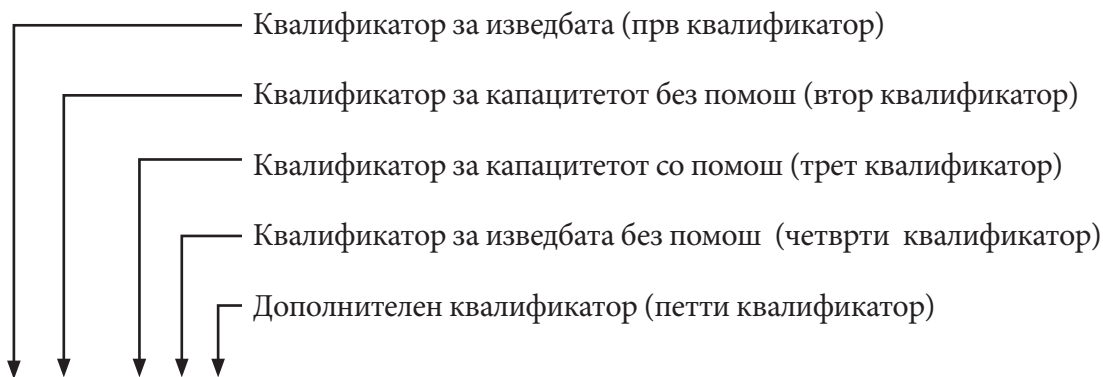 Квалификатор за изведбата (прв квалификатор)
Квалификатор за капацитетот без помош (втор квалификатор)
Квалификатор за капацитетот со помош (трет квалификатор)
Квалификатор за изведбата без помош (четврти квалификатор)
Дополнителен квалификатор (петти квалификатор)